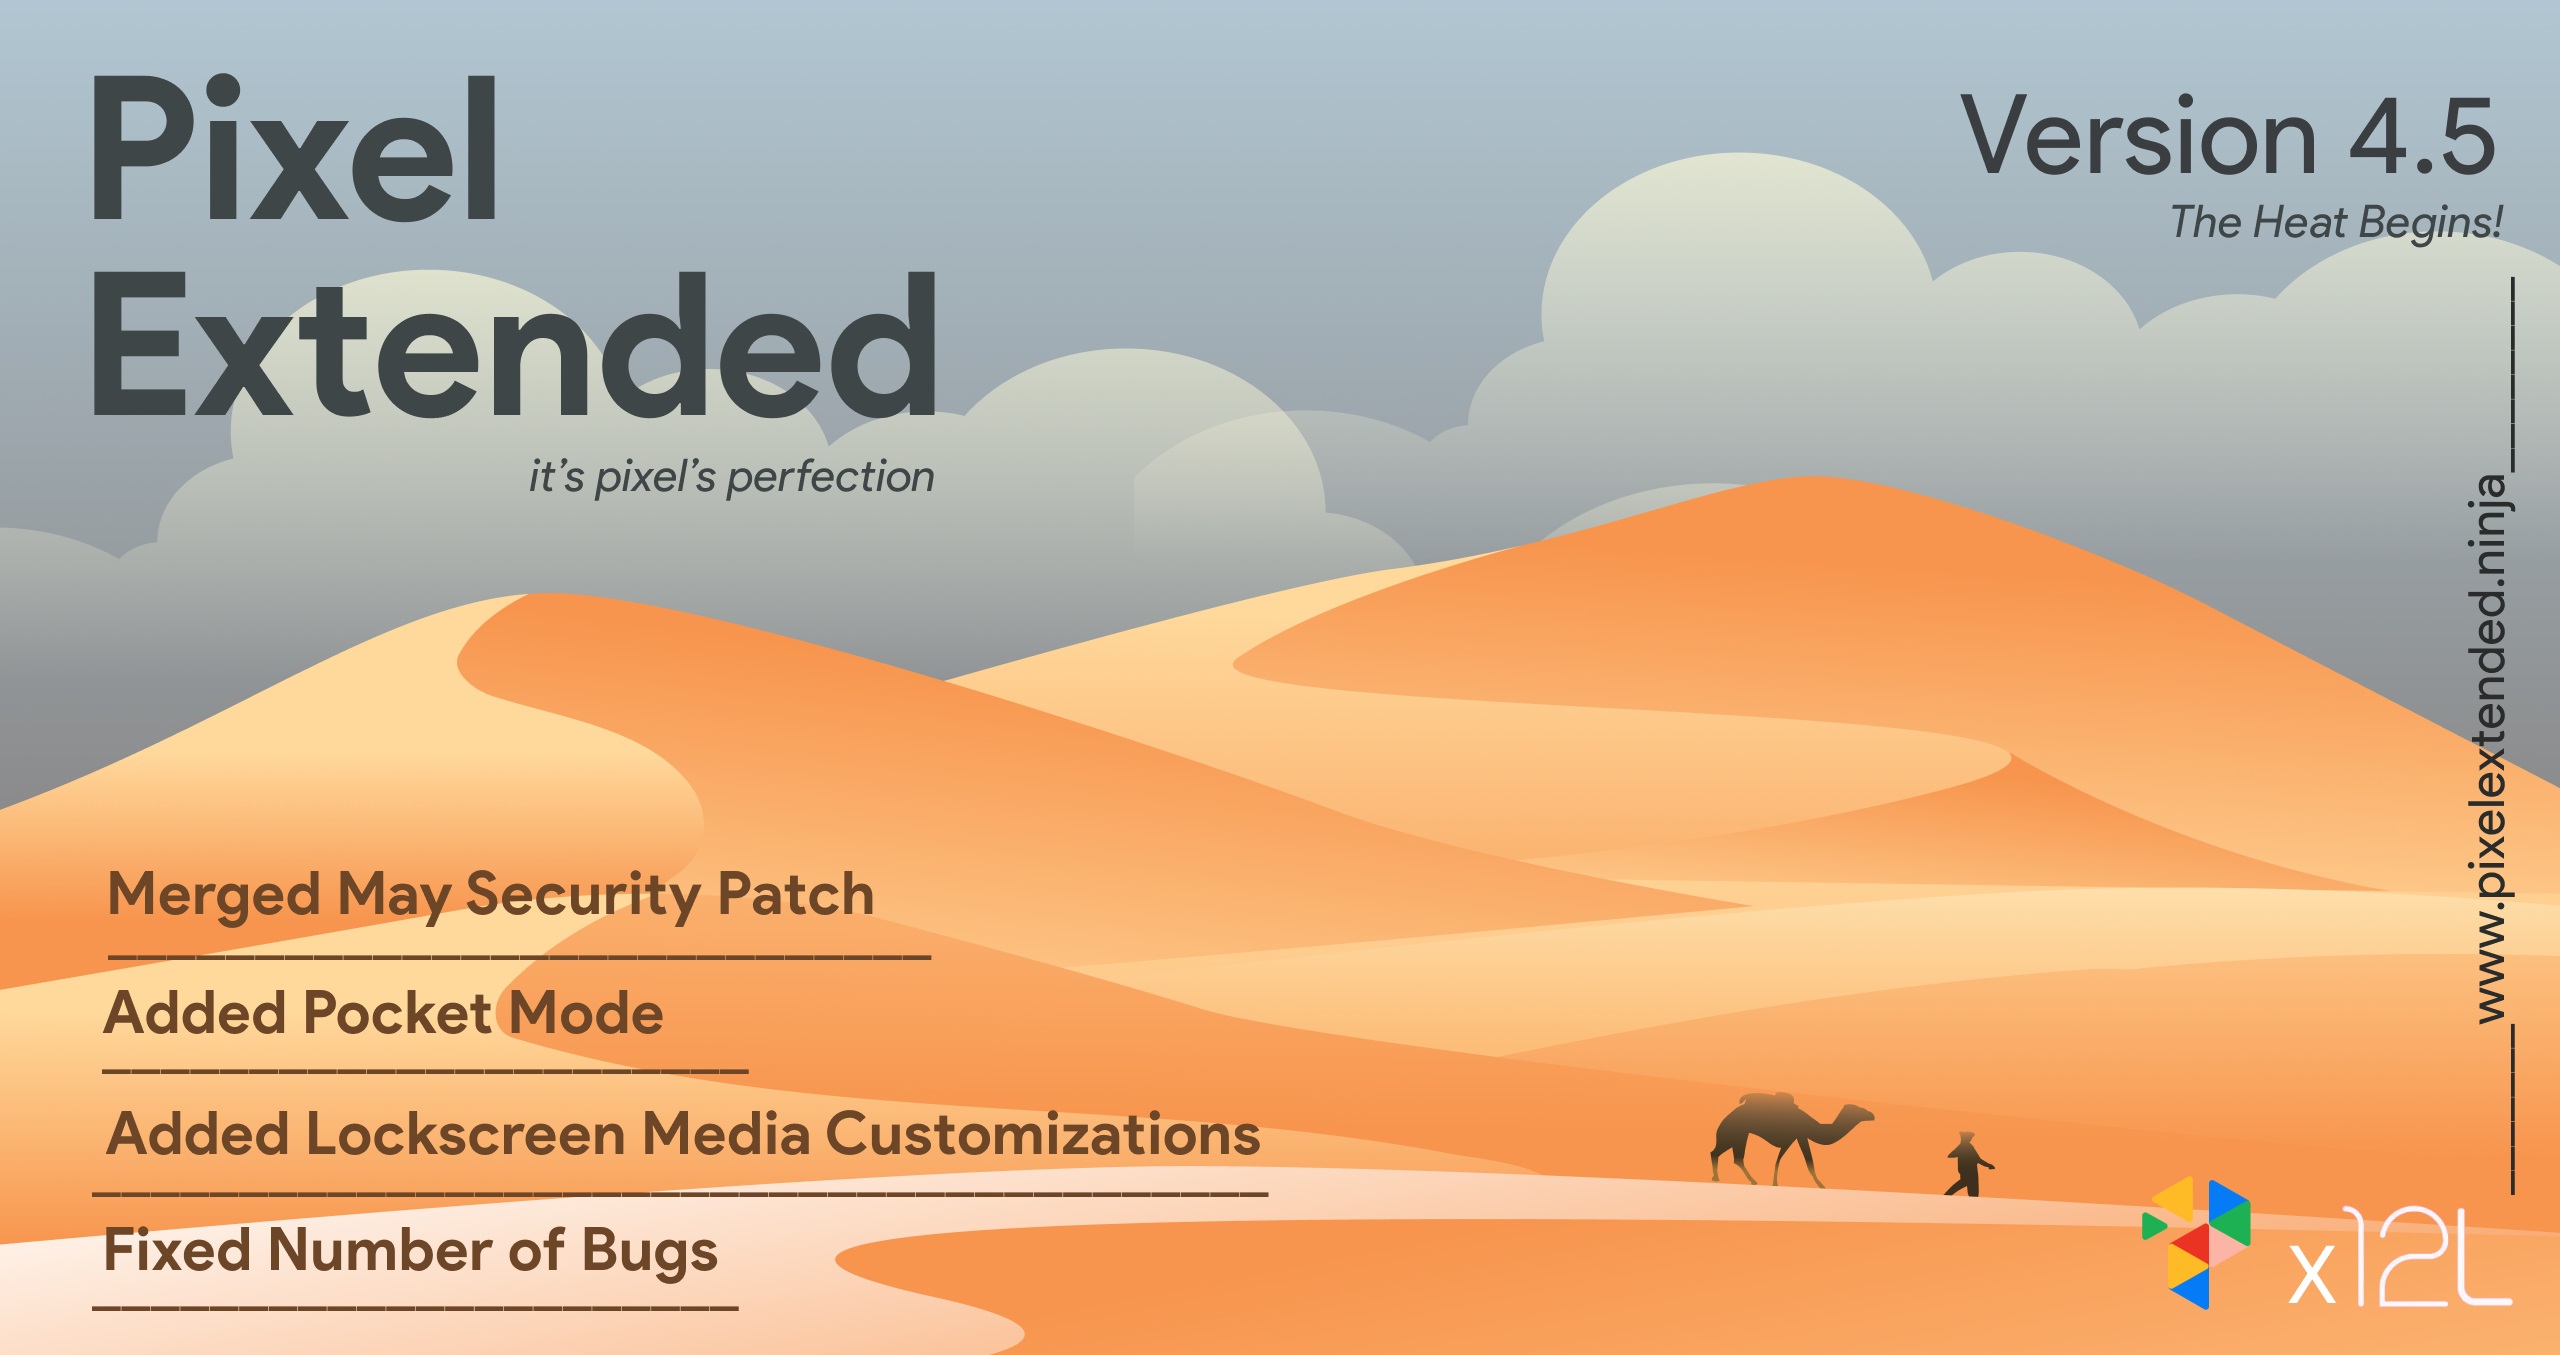 Pixel
Extended
it's pixel's perfection
Version 4.5
The Heat Begins!
www.pixelextended.ninja
Merged May Security Patch
Added Pocket Mode
Added Lockscreen Media Customizations
Fixed Number of Bugs
x12L